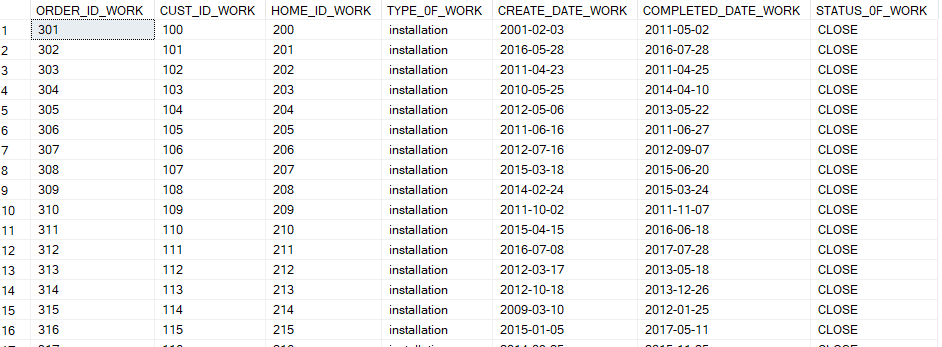 ORDER_ID_WORK CUST_ID_WORK HOME_ID_WORK TYPE_0F_WORK CREATE_DATE_WORK COMPLETED_DATE_WORK STATUS_0F_WORK
1 301 100 200 installation 2001-02-03 2011-05-02 CLOSE
2 302 101 201 installation 2016-05-28 2016-07-28 CLOSE
3 303 102 202 installation 2011-04-23 2011-04-25 CLOSE
4 304 103 203 installation 2010-05-25 2014-04-10 CLOSE
5 305 104 204 installation 2012-05-06 2013-05-22 CLOSE
6 306 105 205 installation 2011-06-16 2011-06-27 CLOSE
7 307 106 206 installation 2012-07-16 2012-09-07 CLOSE
8 308 107 207 installation 2015-03-18 2015-06-20 CLOSE
9 309 108 208 installation 2014-02-24 2015-03-24 CLOSE
10 310 109 209 installation 2011-10-02 2011-11-07 CLOSE
11 311 110 210 installation 2015-04-15 2016-06-18 CLOSE
12 312 111 211 installation 2016-07-08 2017-07-28 CLOSE
13 313 112 212 installation 2012-03-17 2013-05-18 CLOSE
14 314 113 213 installation 2012-10-18 2013-12-26 CLOSE
15 315 114 214 installation 2009-03-10 2012-01-25 CLOSE
16 316 115 215 installation 2015-01-05 2017-05-11 CLOSE